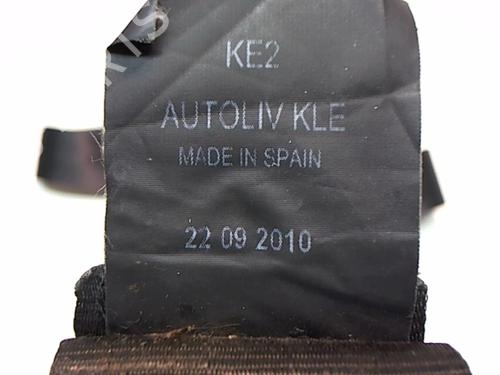 KE2
AUTOLIV KLE
MADE IN SPAIN
22 09 2010